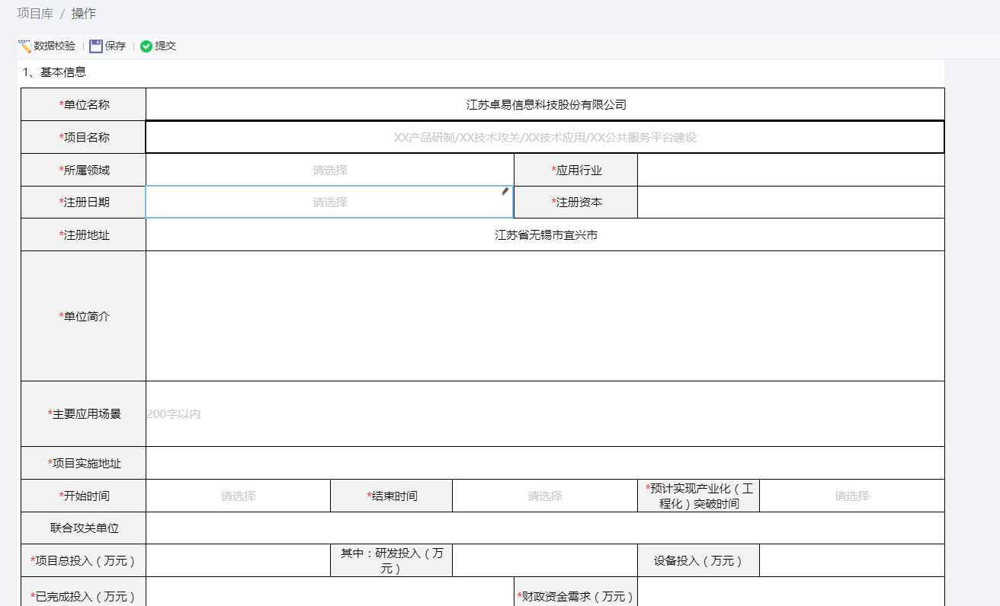 项目库 / 操作
数据校验 | 保存 | 提交
1、基本信息
*单位名称 江苏卓易信息科技股份有限公司
*项目名称 XX产品研制/XX技术攻关/XX技术应用/XX公共服务平台建设
*所属领域 请选择 *应用行业
*注册日期 请选择 *注册资本
*注册地址 江苏省无锡市宜兴市
*单位简介
*主要应用场景 200字以内
*项目实施地址
*开始时间 请选择 *结束时间 请选择 *预计实现产业化（工
程化）突破时间 请选择
联合攻关单位
*项目总投入（万元） 其中：研发投入（万
元） 设备投入（万元）
*已完成投入（万元） *财政资金需求（万元）